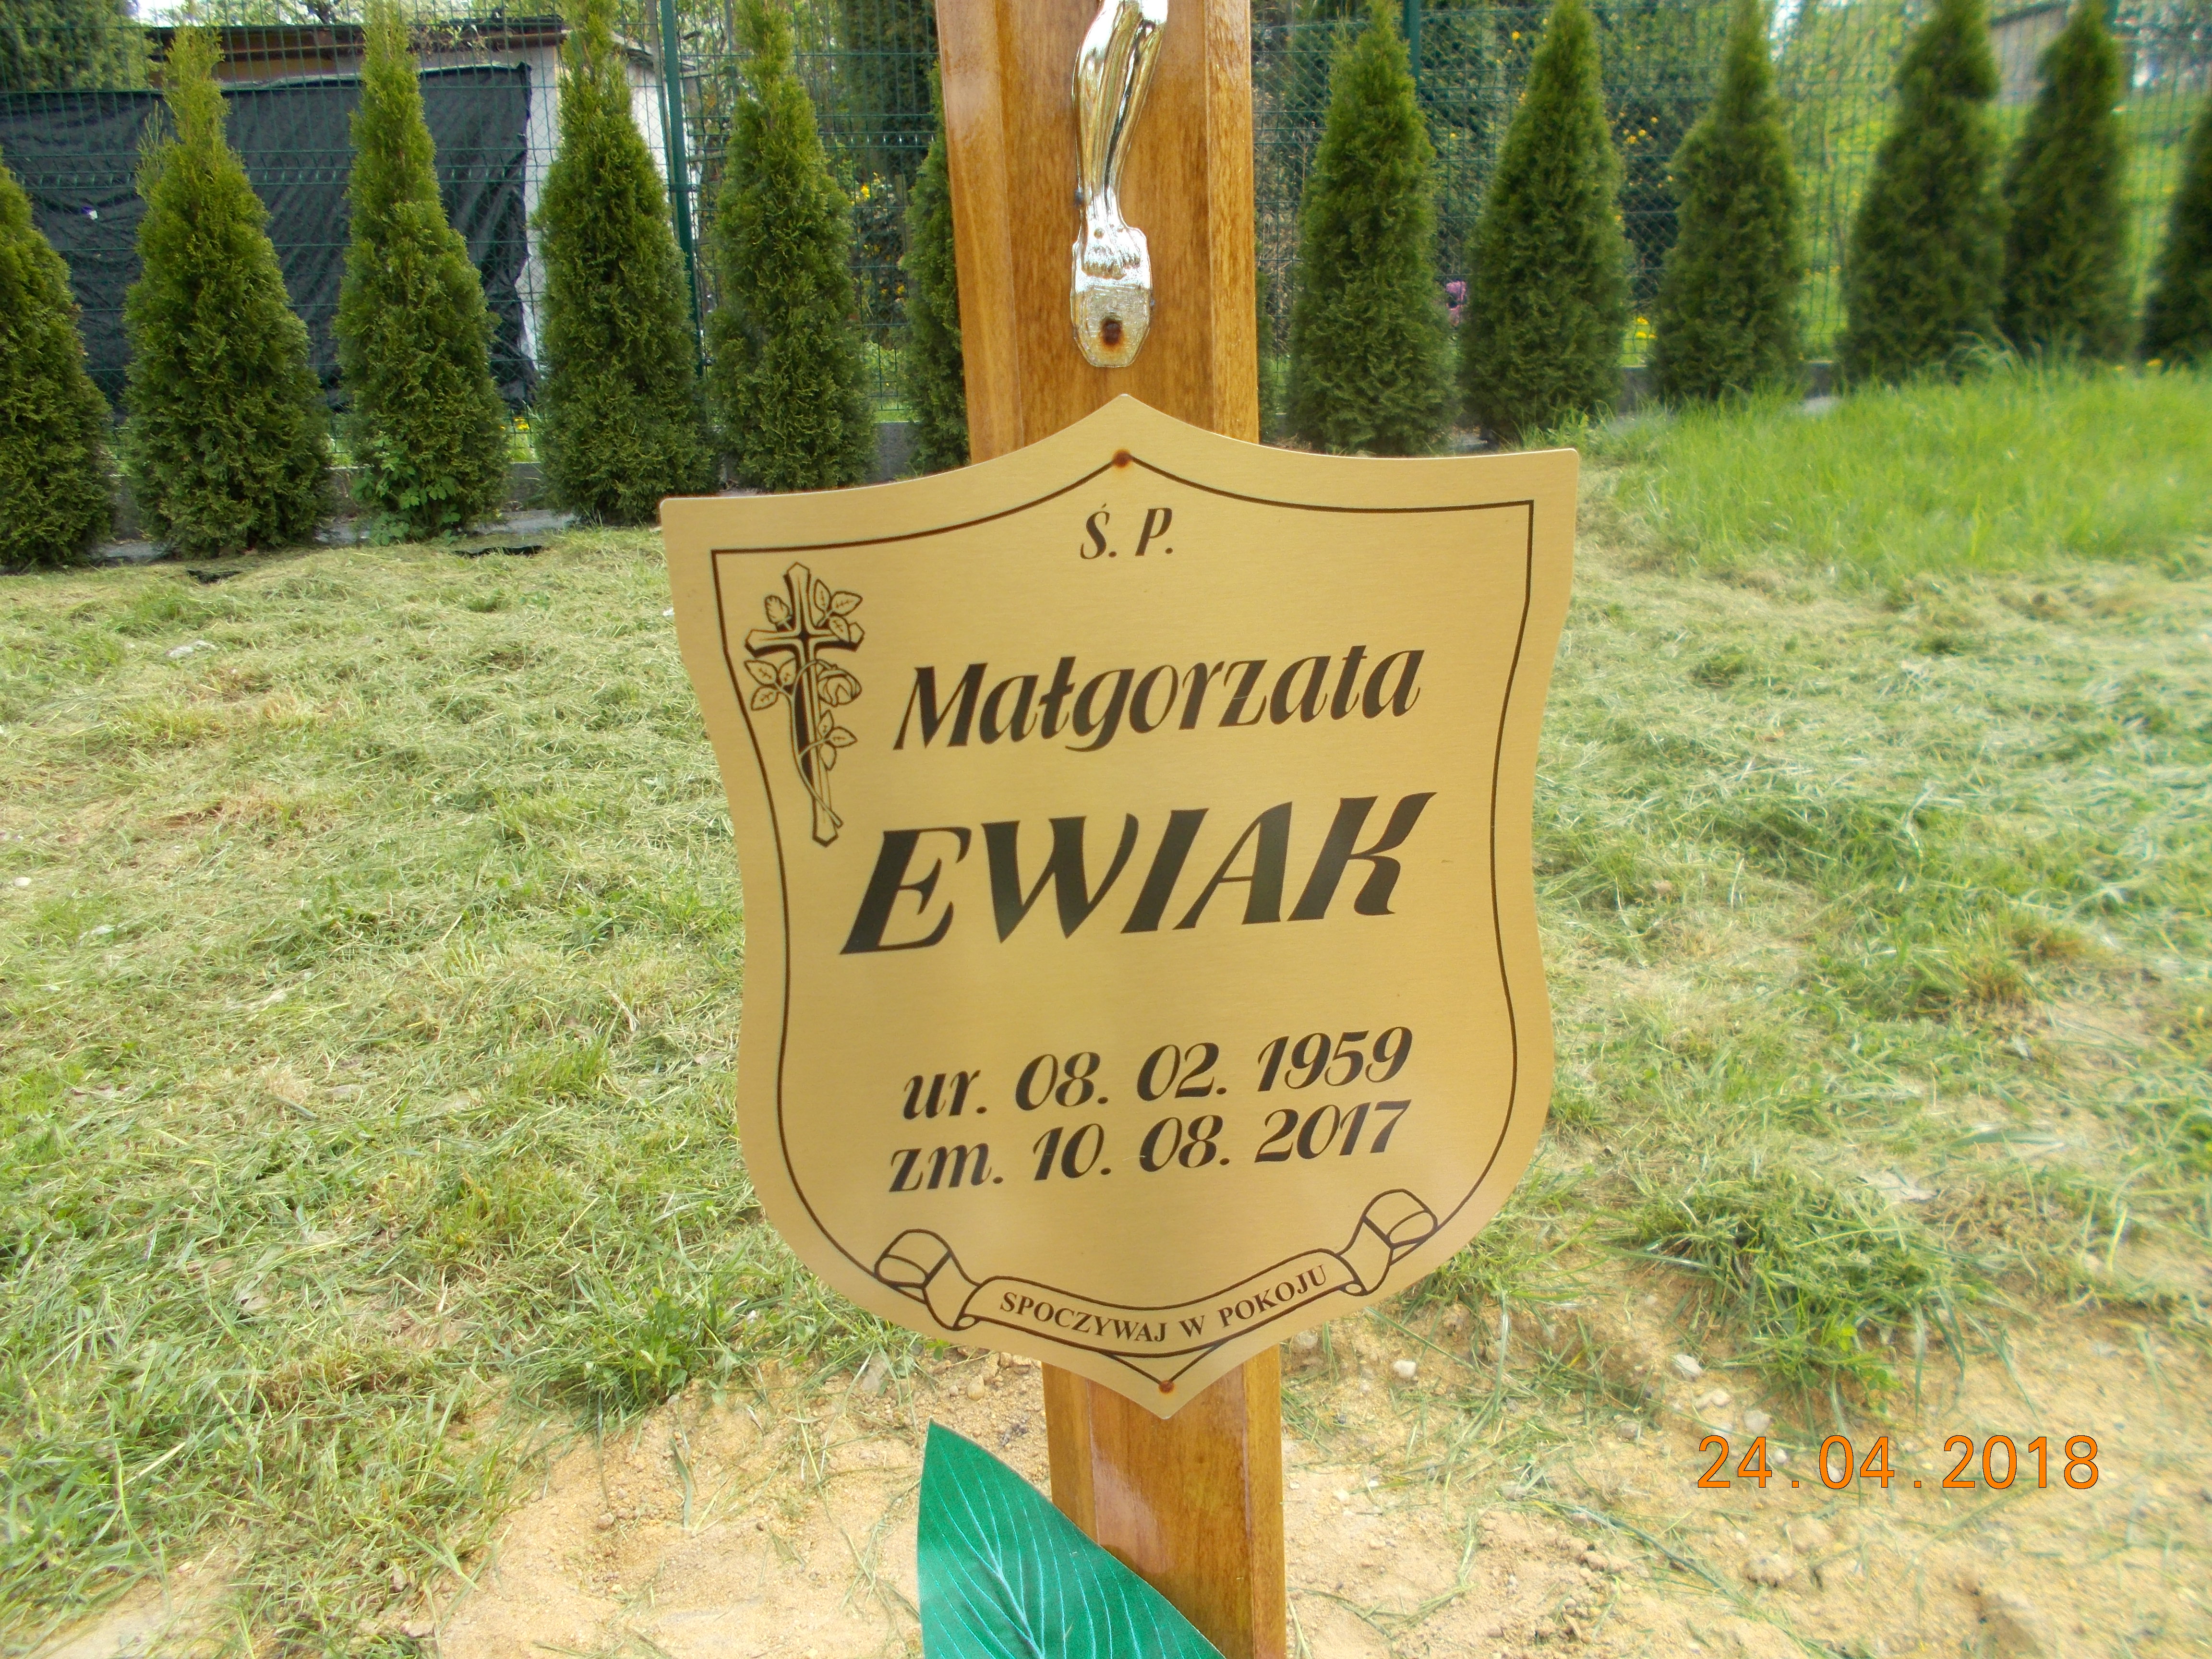 Ś. P.
Małgorzata
EWIAK
ur. 08. 02. 1959
zm. 10. 08. 2017
SPOCZYWAJ W POKOJU
24.04.2018